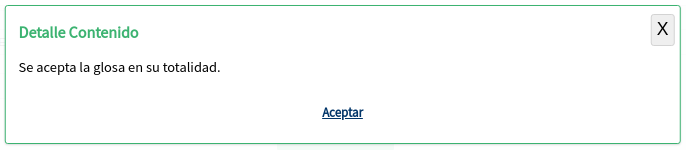 Detalle Contenido
X
Se acepta la glosa en su totalidad.
Aceptar